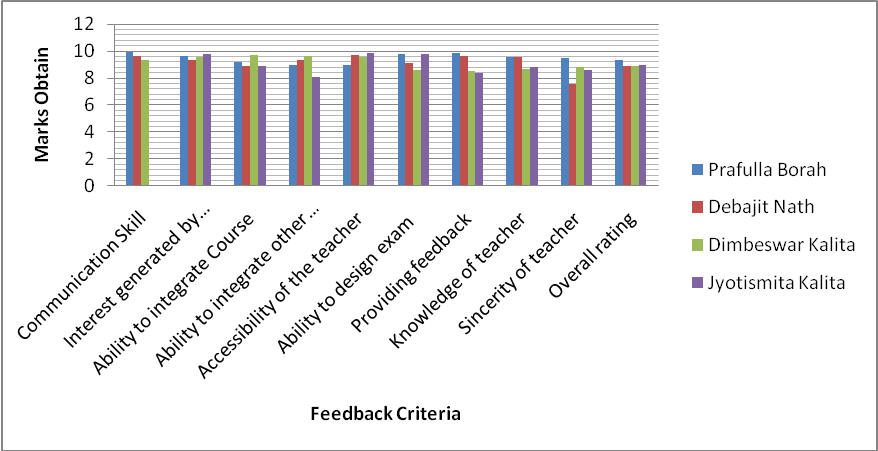 Marks Obtain
12
10
8
6
4
2
0
Communication Skill
Interest generated by...
Ability to integrate Course
Ability to integrate other...
Accessibility of the teacher
Ability to design exam
Providing feedback
Knowledge of teacher
Sincerity of teacher
Overall rating
Feedback Criteria
Prafulla Borah
Debajit Nath
Dimbeswar Kalita
Jyotismita Kalita